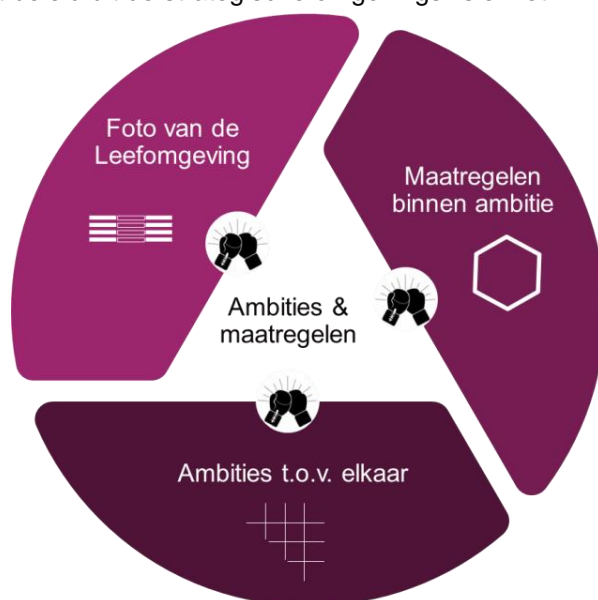 Foto van de
Leefomgeving
Maatregelen
binnen ambitie
Ambities &
maatregelen
Ambities t.o.v. elkaar